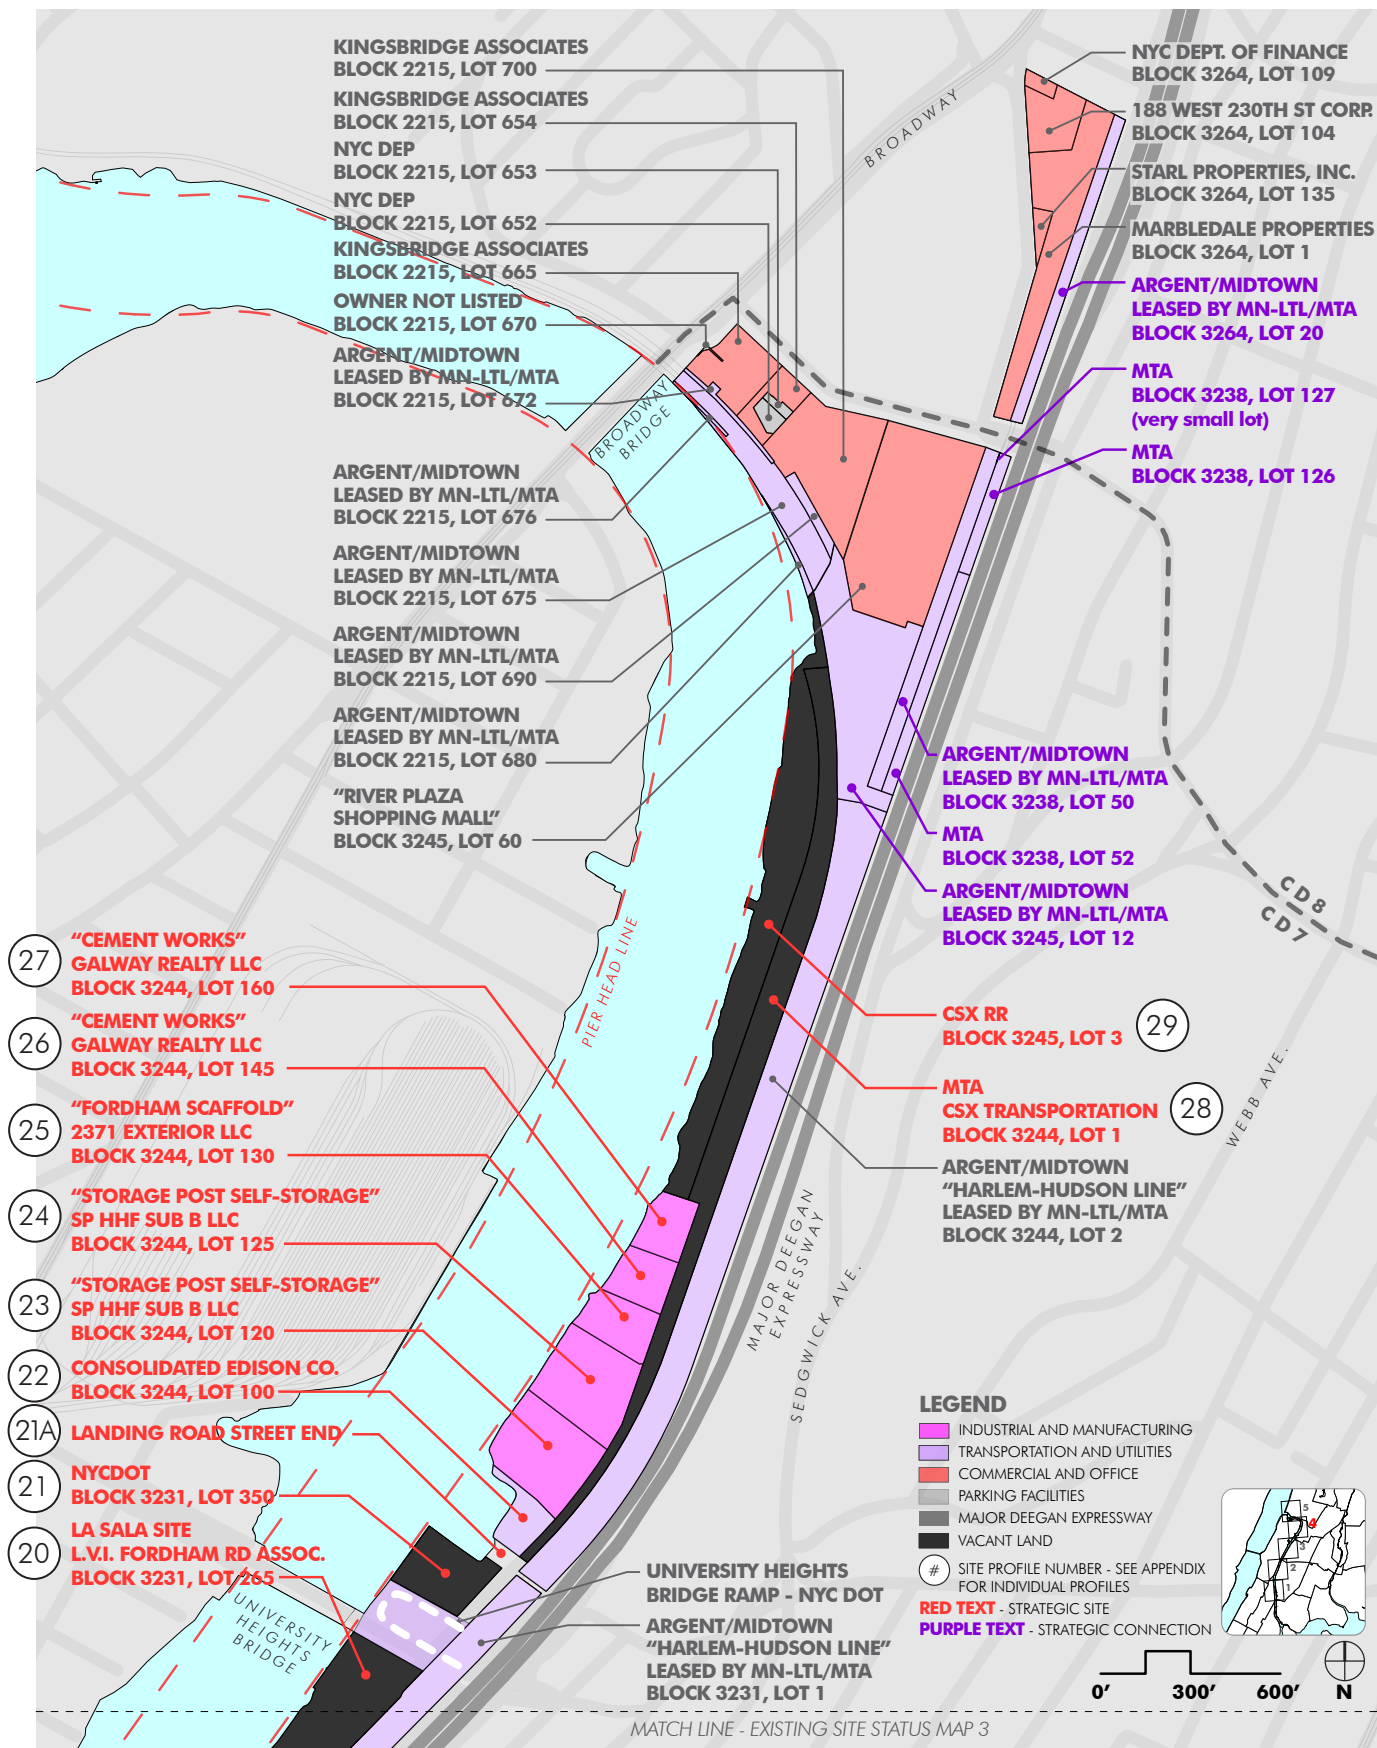 KINGSBRIDGE ASSOCIATES
BLOCK 2215, LOT 700
KINGSBRIDGE ASSOCIATES
BLOCK 2215, LOT 654
NYC DEP
BLOCK 2215, LOT 653
NYC DEP
BLOCK 2215, LOT 652
KINGSBRIDGE ASSOCIATES
BLOCK 2215, LOT 665
OWNER NOT LISTED
BLOCK 2215, LOT 670
ARGENT/MIDTOWN
LEASED BY MN-LTL/MTA
BLOCK 2215, LOT 672
ARGENT/MIDTOWN
LEASED BY MN-LTL/MTA
BLOCK 2215, LOT 676
ARGENT/MIDTOWN
LEASED BY MN-LTL/MTA
BLOCK 2215, LOT 675
ARGENT/MIDTOWN
LEASED BY MN-LTL/MTA
BLOCK 2215, LOT 690
ARGENT/MIDTOWN
LEASED BY MN-LTL/MTA
BLOCK 2215, LOT 680
“RIVER PLAZA
SHOPPING MALL”
BLOCK 3245, LOT 60
BROADWAY
BROADWAY
BRIDGE
NYC DEPT. OF FINANCE
BLOCK 3264, LOT 109
188 WEST 230TH ST CORP.
BLOCK 3264, LOT 104
STARL PROPERTIES, INC.
BLOCK 3264, LOT 135
MARBLEDALE PROPERTIES
BLOCK 3264, LOT 1
ARGENT/MIDTOWN
LEASED BY MN-LTL/MTA
BLOCK 3264, LOT 20
MTA
BLOCK 3238, LOT 127
(very small lot)
MTA
BLOCK 3238, LOT 126
ARGENT/MIDTOWN
LEASED BY MN-LTL/MTA
BLOCK 3238, LOT 50
MTA
BLOCK 3238, LOT 52
ARGENT/MIDTOWN
LEASED BY MN-LTL/MTA
BLOCK 3245, LOT 12
CD8
CD7
CSX RR
BLOCK 3245, LOT 3
29
MTA
CSX TRANSPORTATION
BLOCK 3244, LOT 1
28
ARGENT/MIDTOWN
“HARLEM-HUDSON LINE”
LEASED BY MN-LTL/MTA
BLOCK 3244, LOT 2
WEBB AVE.
MAJOR DEEGAN
EXPRESSWAY
SEDGWICK AVE.
PIER HEAD LINE
27
“CEMENT WORKS”
GALWAY REALTY LLC
BLOCK 3244, LOT 160
26
“CEMENT WORKS”
GALWAY REALTY LLC
BLOCK 3244, LOT 145
25
“FORDHAM SCAFFOLD”
2371 EXTERIOR LLC
BLOCK 3244, LOT 130
24
“STORAGE POST SELF-STORAGE”
SP HHF SUB B LLC
BLOCK 3244, LOT 125
23
“STORAGE POST SELF-STORAGE”
SP HHF SUB B LLC
BLOCK 3244, LOT 120
22
CONSOLIDATED EDISON CO.
BLOCK 3244, LOT 100
21A
LANDING ROAD STREET END
21
NYCDOT
BLOCK 3231, LOT 350
20
LA SALA SITE
L.V.I. FORDHAM RD ASSOC.
BLOCK 3231, LOT 265
UNIVERSITY
HEIGHTS
BRIDGE
UNIVERSITY HEIGHTS
BRIDGE RAMP - NYC DOT
ARGENT/MIDTOWN
“HARLEM-HUDSON LINE”
LEASED BY MN-LTL/MTA
BLOCK 3231, LOT 1
LEGEND
INDUSTRIAL AND MANUFACTURING
TRANSPORTATION AND UTILITIES
COMMERCIAL AND OFFICE
PARKING FACILITIES
MAJOR DEEGAN EXPRESSWAY
VACANT LAND
# SITE PROFILE NUMBER - SEE APPENDIX
FOR INDIVIDUAL PROFILES
RED TEXT - STRATEGIC SITE
PURPLE TEXT - STRATEGIC CONNECTION
5
4
3
2
1
0’ 300’ 600’ N
MATCH LINE - EXISTING SITE STATUS MAP 3